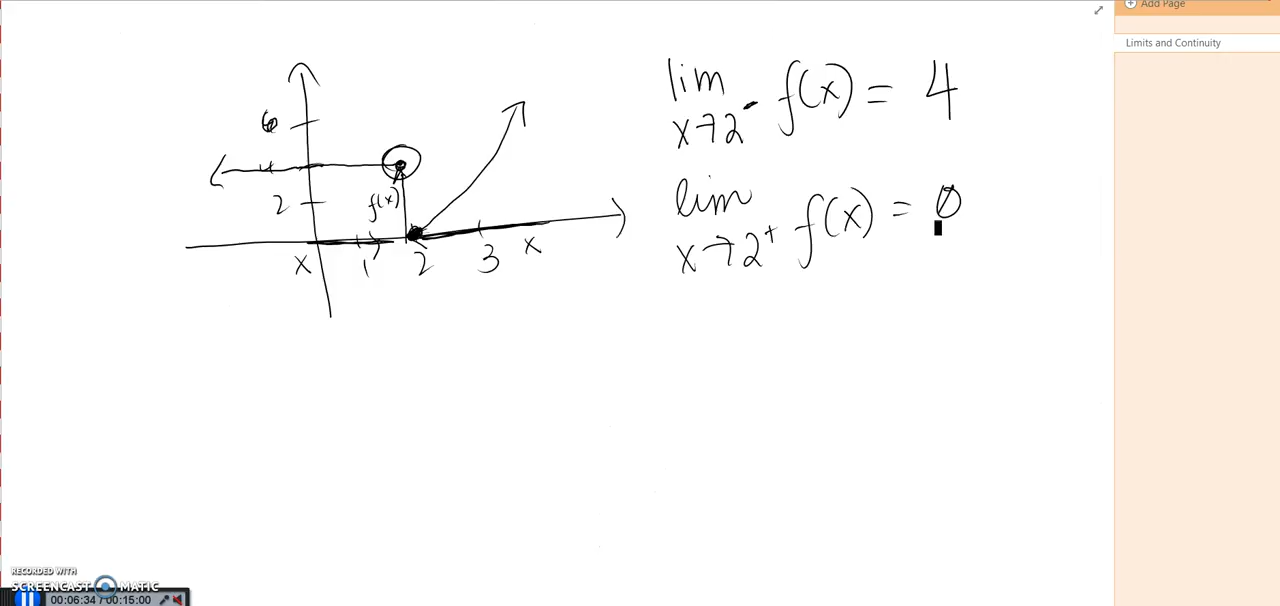 Add Page
Limits and Continuity
lim f(x) = 4
x→2⁻
6
4
2
f(x)
lim f(x) = 0
x→2⁺
x 1 2 3 x
RECORDED WITH
SCREENCAST MATIC
00:06:34 / 00:15:00